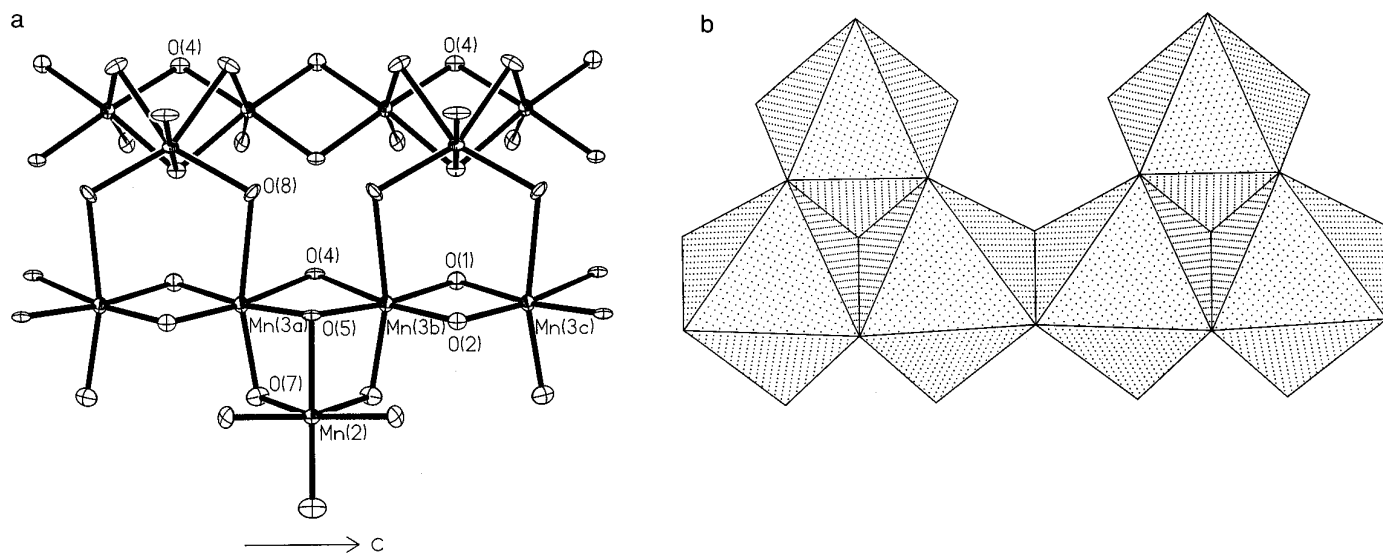 a
b
O(4)
O(4)
O(8)
O(4)
O(1)
Mn(3a)
O(5)
Mn(3b)
O(2)
Mn(3c)
O(7)
Mn(2)
C